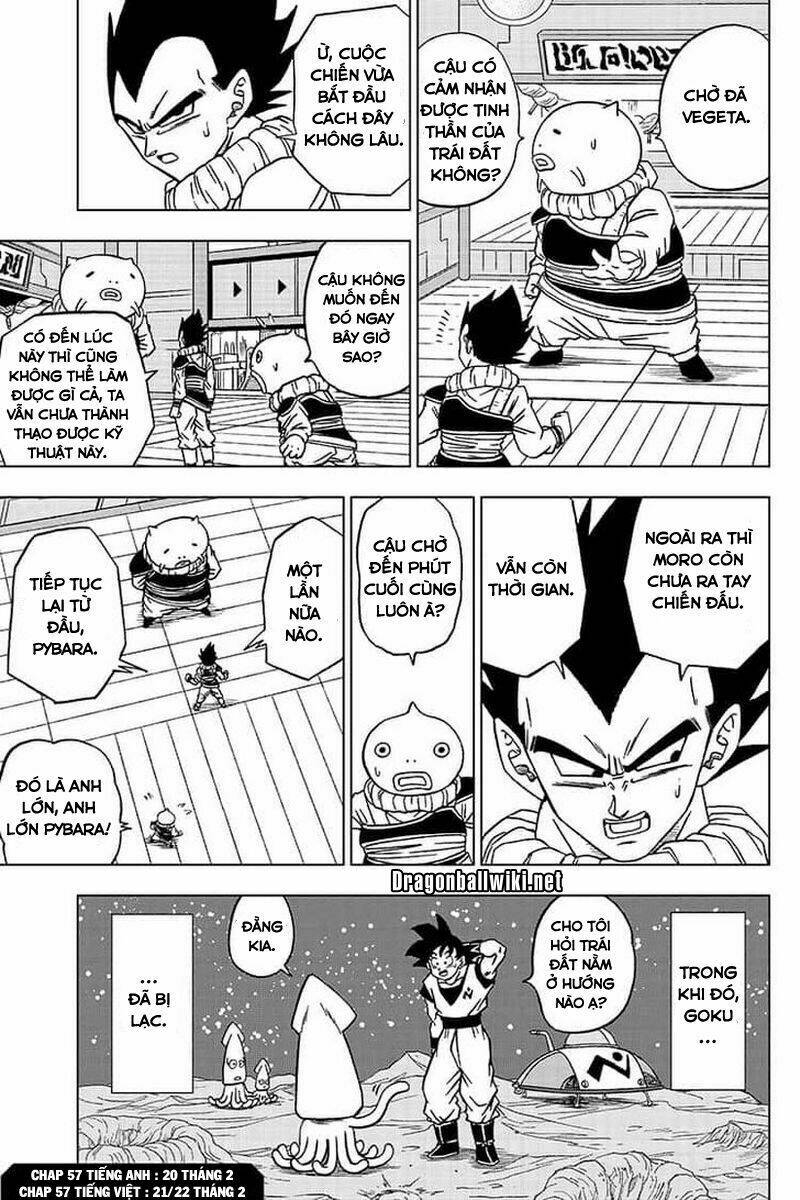 CHỜ ĐÃ
VEGETA.
CẬU CÓ
CẢM NHẬN
ĐƯỢC TINH
THẦN CỦA
TRÁI ĐẤT
KHÔNG?
Ừ, CUỘC
CHIẾN VỪA
BẮT ĐẦU
CÁCH ĐÂY
KHÔNG LÂU.
CẬU KHÔNG
MUỐN ĐẾN
ĐÓ NGAY
BÂY GIỜ
SAO?
CÓ ĐẾN LÚC
NÀY THÌ CŨNG
KHÔNG THỂ LÀM
ĐƯỢC GÌ CẢ, TA
VẪN CHƯA THÀNH
THẠO ĐƯỢC KỸ
THUẬT NÀY.
NGOÀI RA THÌ
MORO CÒN
CHƯA RA TAY
CHIẾN ĐẤU.
VẪN CÒN
THỜI GIAN.
CẬU CHỜ
ĐẾN PHÚT
CUỐI CÙNG
LUÔN À?
MỘT
LẦN
NỮA
NÀO.
TIẾP TỤC
LẠI TỪ
ĐẦU,
PYBARA.
ĐÓ LÀ ANH
LỚN, ANH
LỚN PYBARA!
Dragonballwiki.net
TRONG
KHI ĐÓ,
GOKU
...
CHO TÔI
HỎI TRÁI
ĐẤT NẰM
Ở HƯỚNG
NÀO Ạ?
ĐẰNG
KIA.
...
ĐÃ BỊ
LẠC.
CHAP 57 TIẾNG ANH : 20 THÁNG 2
CHAP 57 TIẾNG VIỆT : 21/22 THÁNG 2